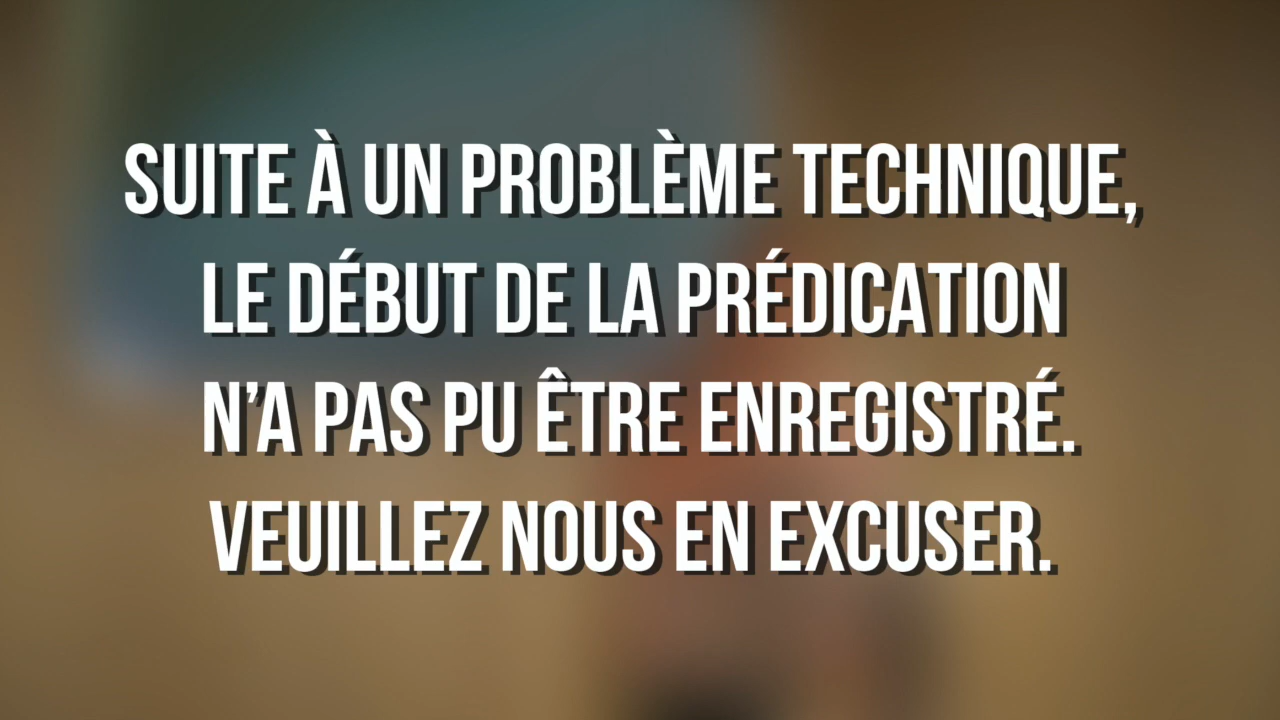 SUITE À UN PROBLÈME TECHNIQUE,
LE DÉBUT DE LA PRÉDICATION
N’A PAS PU ÊTRE ENREGISTRÉ.
VEUILLEZ NOUS EN EXCUSER.